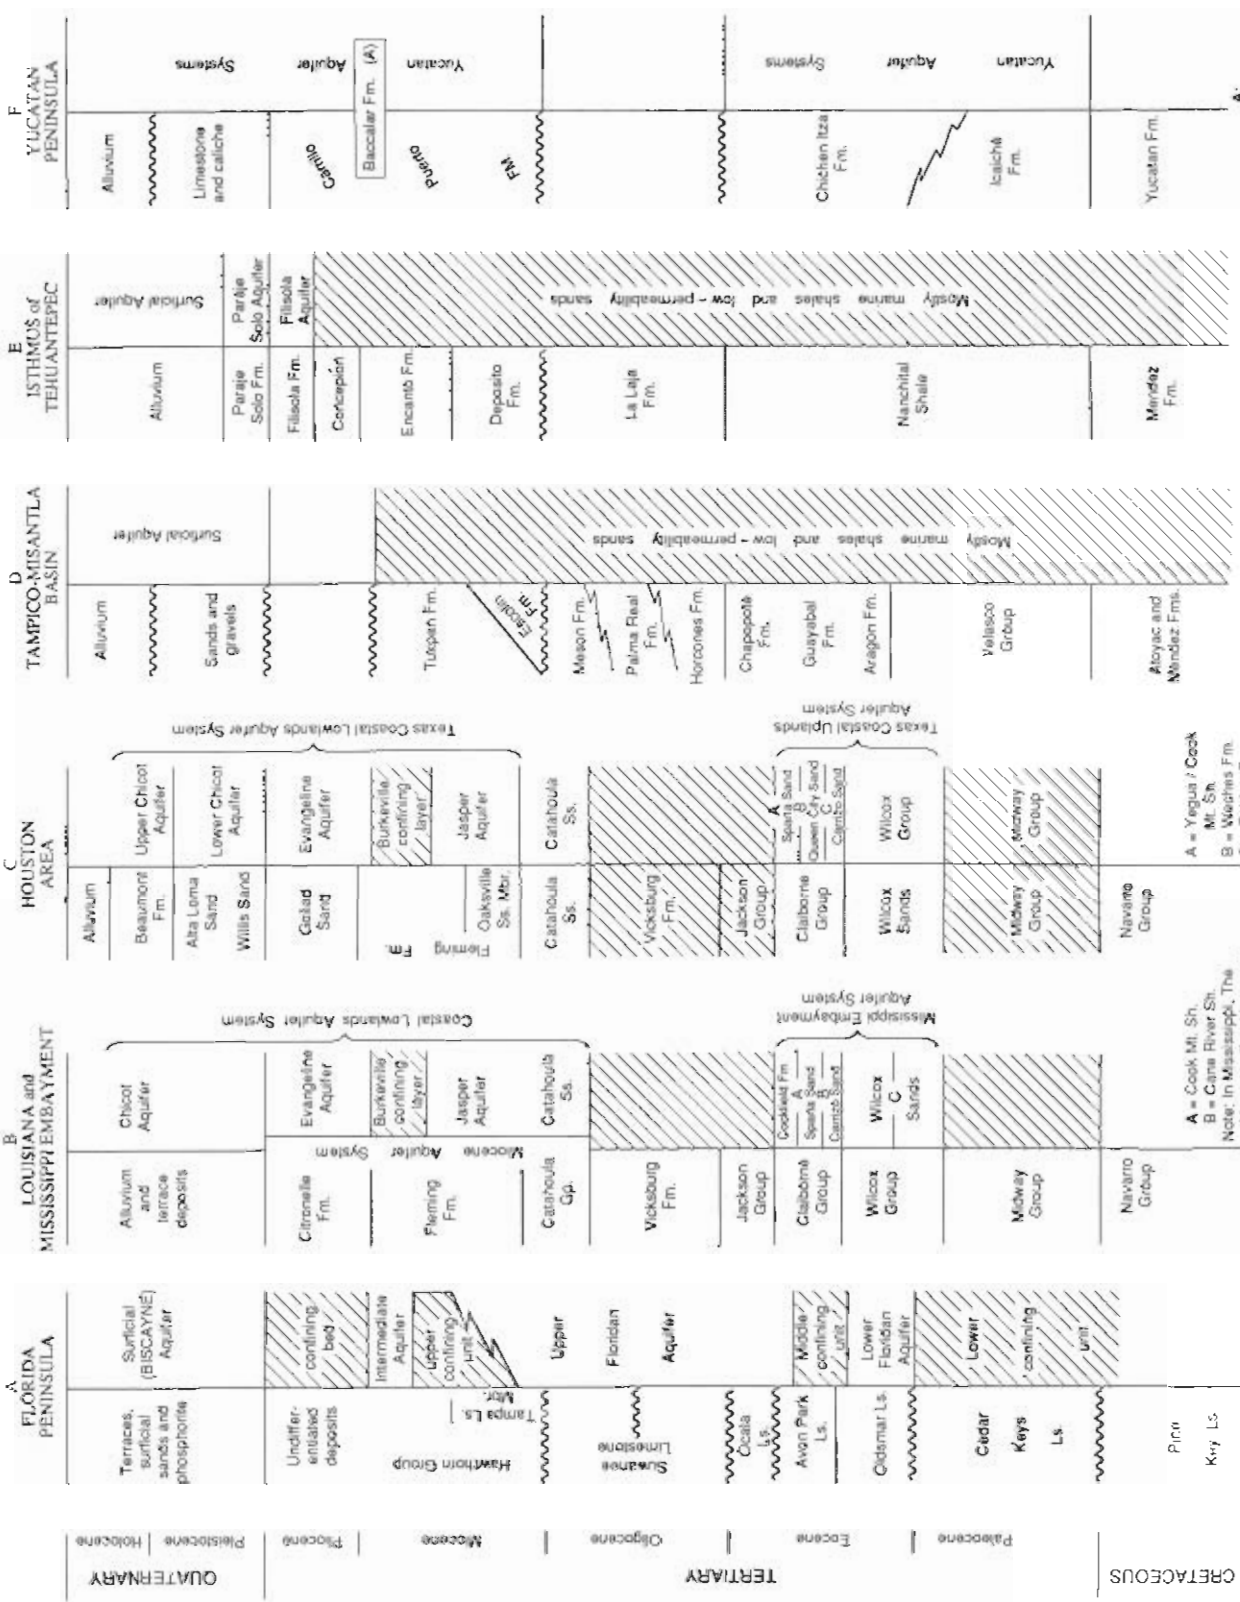 F
YUCATAN
PENINSULA
Alluvium
Limestone
and caliche
Carrillo
Puerto
FM.
Baccalar Fm. (A)
Chichen Itza
Fm.
Icaiché
Fm.
Yucatan Fm.
Yucatan Aquifer Systems
Yucatan Aquifer Systems
A:
E
ISTHMUS of
TEHUANTEPEC
Alluvium
Paraje
Solo Fm.
Filisola Fm.
Concepción
Encanto Fm.
Deposito
Fm.
La Laja
Fm.
Nanchital
Shale
Mendez
Fm.
Surficial Aquifer
Paraje
Solo Aquifer
Filisola
Aquifer
Mostly marine shales and low-permeability sands
D
TAMPICO-MISANTLA
BASIN
Alluvium
Sands and
gravels
Tuxpan Fm.
Escolin
Fm.
Meson Fm.
Palma Real
Fm.
Horcones Fm.
Chapopoté
Fm.
Guayabal
Fm.
Aragon Fm.
Velasco
Group
Atoyac and
Méndez Fms.
Surficial Aquifer
Mostly marine shales and low-permeability sands
C
HOUSTON
AREA
Alluvium
Beaumont
Fm.
Alta Loma
Sand
Willis Sand
Goliad
Sand
Fleming Fm.
Oakville
Ss. Mbr.
Catahoula
Ss.
Vicksburg
Fm.
Jackson
Group
Claiborne
Group
Wilcox
Sands
Midway
Group
Navarro
Group
Upper Chicot
Aquifer
Lower Chicot
Aquifer
Evangeline
Aquifer
Burkeville
confining
layer
Jasper
Aquifer
Catahoula
Ss.
A
Sparta Sand
B
Queen City Sand
C
Carrizo Sand
Wilcox
Group
Midway
Group
Texas Coastal Lowlands Aquifer System
Texas Coastal Uplands
Aquifer System
A = Yegua / Cook
Mt. Sh.
B = Weches Fm.
B
LOUISIANA and
MISSISSIPPI EMBAYMENT
Alluvium
and
terrace
deposits
Citronelle
Fm.
Fleming
Fm.
Catahoula
Gp.
Vicksburg
Fm.
Jackson
Group
Claiborne
Group
Wilcox
Group
Midway
Group
Navarro
Group
Chicot
Aquifer
Miocene Aquifer System
Evangeline
Aquifer
Burkeville
confining
layer
Jasper
Aquifer
Catahoula
Ss.
Cockfield Fm
A
Sparta Sand
B
Carrizo Sand
Wilcox
C
Sands
Coastal Lowlands Aquifer System
Mississippi Embayment
Aquifer System
A = Cook Mt. Sh.
B = Cane River Sh.
Note: In Mississippi, The
A
FLORIDA
PENINSULA
Terraces,
surficial
sands and
phosphorite
Undiffer-
entiated
deposits
Hawthorn Group
Tampa Ls.
Mbr.
Suwanee
Limestone
Ocala
Ls.
Avon Park
Ls.
Oldsmar Ls.
Cedar
Keys
Ls.
Key Ls
Surficial
(BISCAYNE)
Aquifer
confining
bed
Intermediate
Aquifer
upper
confining
unit
Upper
Floridan
Aquifer
Middle
confining
unit
Lower
Floridan
Aquifer
Lower
confining
unit
Holocene
Pleistocene
Pliocene
Miocene
Oligocene
Eocene
Paleocene
QUATERNARY
TERTIARY
CRETACEOUS